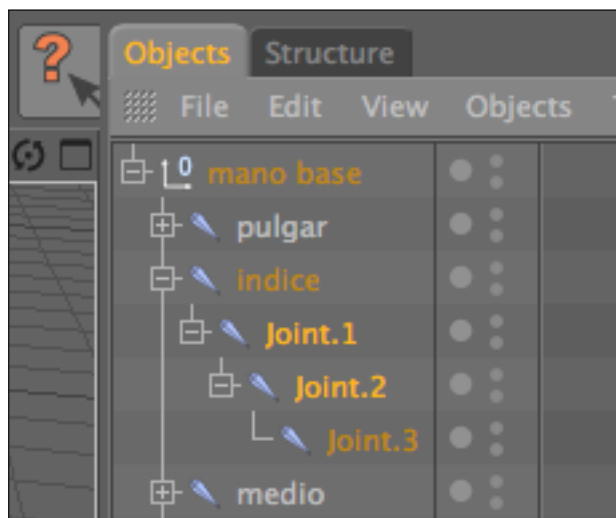 Objects Structure
File Edit View Objects
0 mano base
pulgar
indice
Joint.1
Joint.2
Joint.3
medio